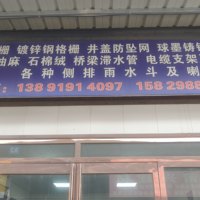 栅 镀锌钢格栅 井盖防坠网 球墨铸铁
油麻 石棉绒 桥梁滞水管 电缆支架
各种侧排雨水斗及喇
: 138 9191 4097 158 2985